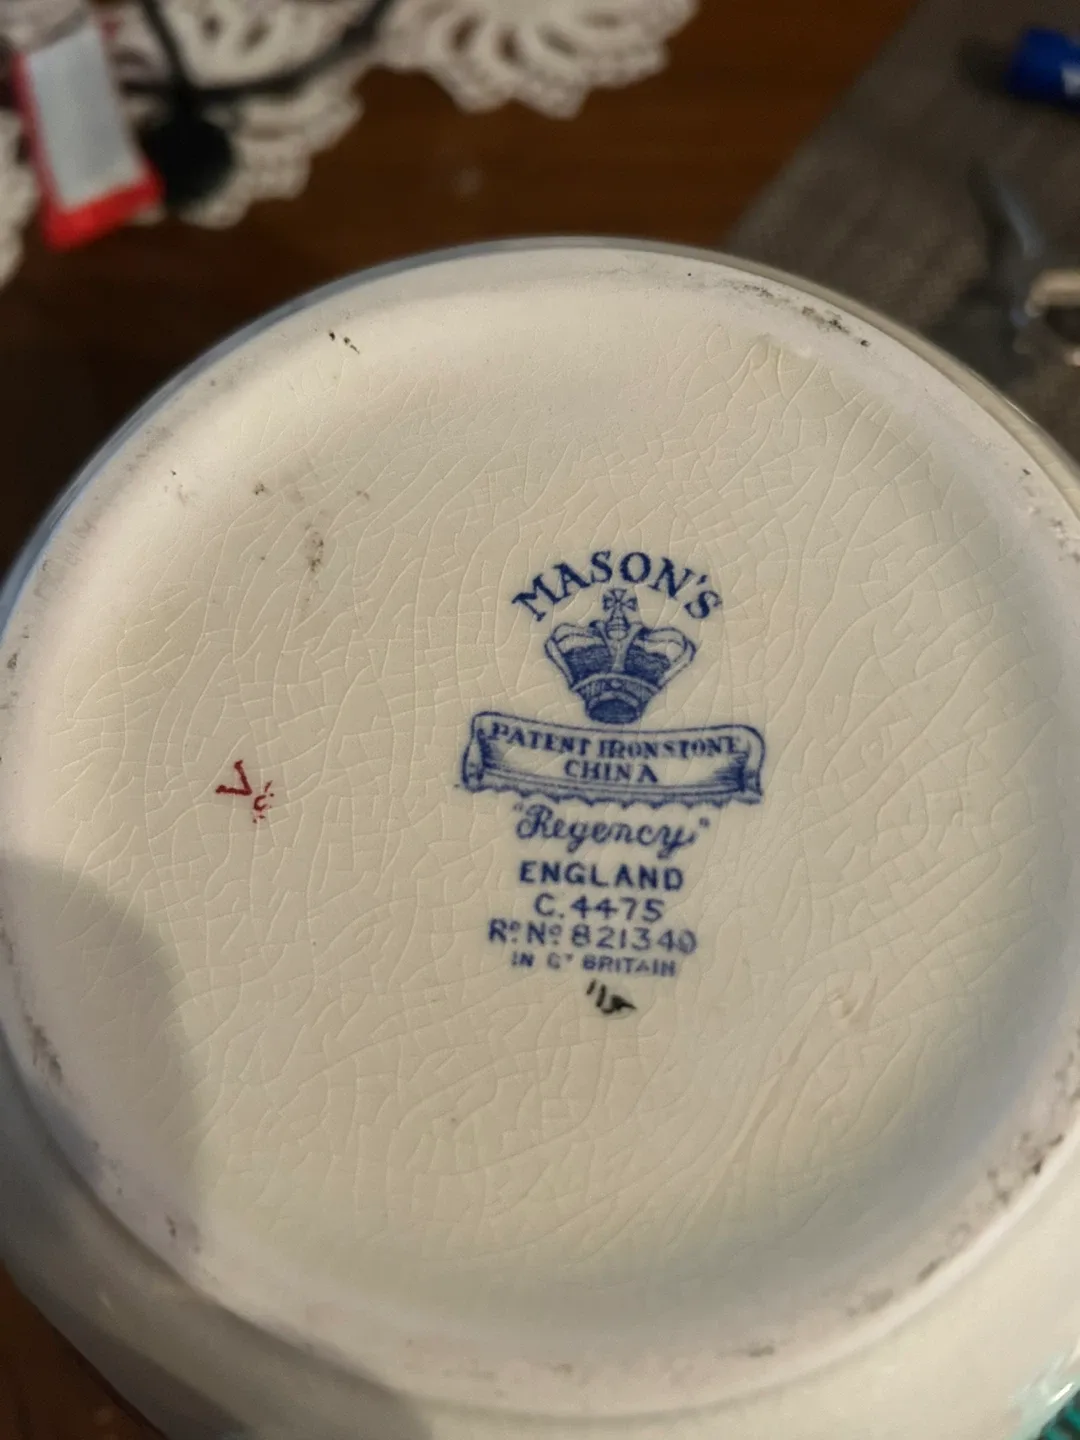 MASON'S
PATENT IRONSTONE
CHINA
"Regency"
ENGLAND
C.4475
Rᴰ Nº 821340
IN Gᵀ BRITAIN